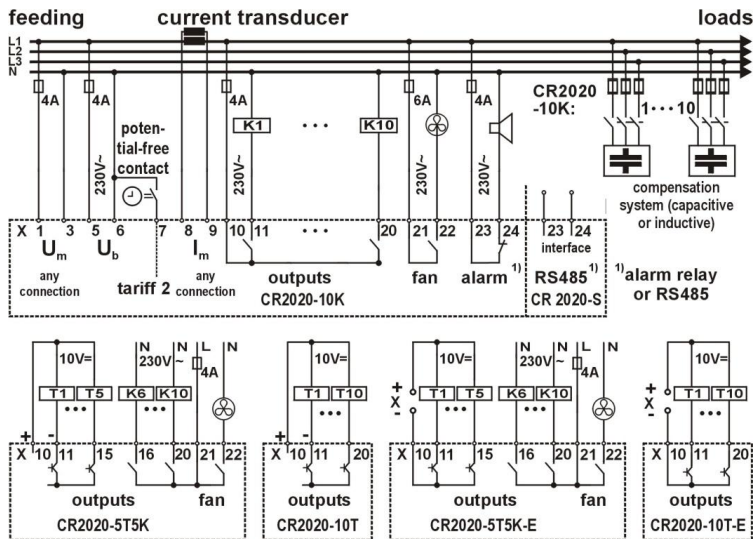 feeding current transducer loads
L1
L2
L3
N
4A 4A 4A 6A 4A
CR2020
-10K: 1•••10
K1 ••• K10
poten-
tial-free
contact
230V~ 230V~ 230V~ 230V~
compensation
system (capacitive
or inductive)
X 1 3 5 6 7 8 9 10 11 ••• 20 21 22 23 24 23 24
Um Ub Im
interface
any
connection
tariff 2
any
connection
outputs
CR2020-10K
fan
alarm 1)
RS485 1)
CR 2020-S
1)alarm relay
or RS485
10V=
N N L N
230V~
4A
T1 T5 K6 K10
••• •••
+ -
X 10 11 15 16 20 21 22
outputs fan
CR2020-5T5K
10V=
T1 T10
•••
+ -
X 10 11 20
outputs
CR2020-10T
10V=
N N L N
230V~
4A
+
X
-
T1 T5 K6 K10
••• •••
X 10 11 15 16 20 21 22
outputs fan
CR2020-5T5K-E
10V=
+
X
-
T1 T10
•••
X 10 11 20
outputs
CR2020-10T-E